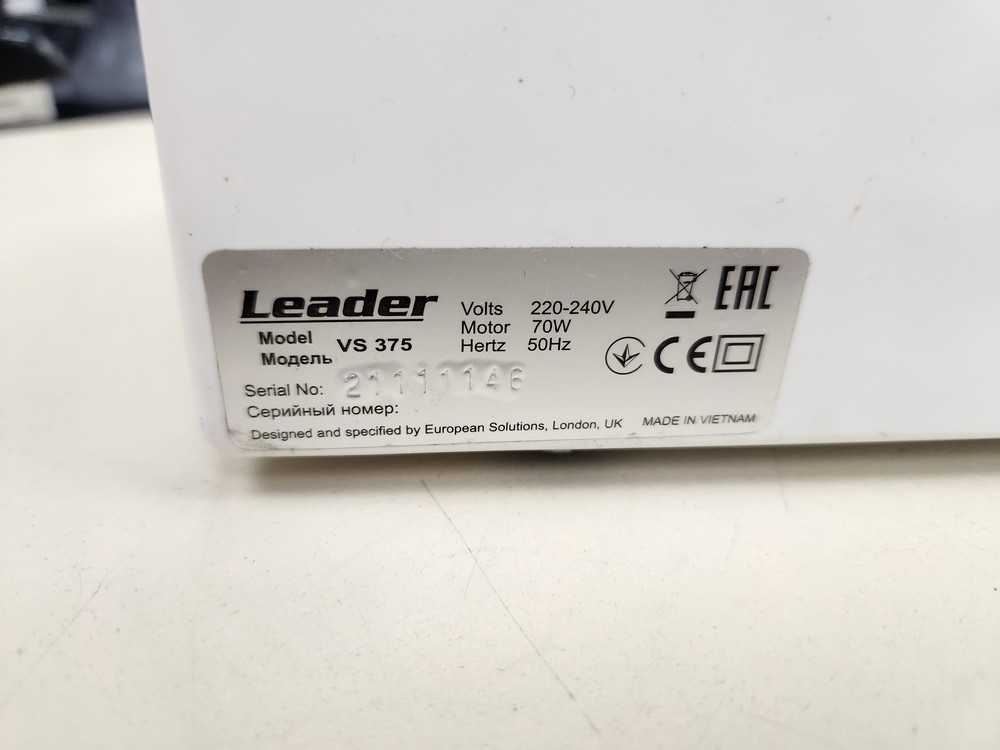 Leader
Model
Модель
VS 375
Volts 220-240V
Motor 70W
Hertz 50Hz
EAC
CE
Serial No: 21111146
Серийный номер:
Designed and specified by European Solutions, London, UK
MADE IN VIETNAM